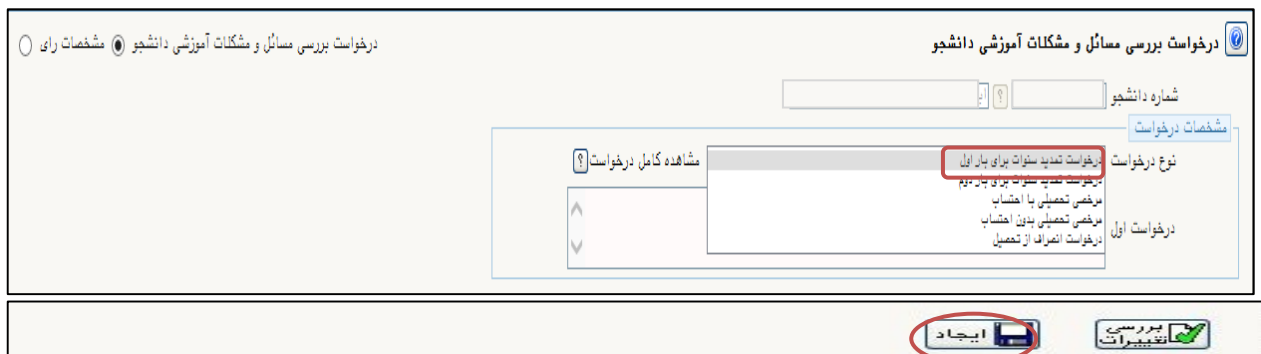 درخواست بررسی مسائل و مشکلات آموزشی دانشجو
درخواست بررسی مسائل و مشکلات آموزشی دانشجو مشخصات رای
شماره دانشجو ؟
مشخصات درخواست
نوع درخواست
مشاهده کامل درخواست ؟
درخواست تمدید سنوات برای بار اول
درخواست تمدید سنوات برای بار دوم
مرخصی تحصیلی با احتساب
مرخصی تحصیلی بدون احتساب
درخواست انصراف از تحصیل
درخواست اول
بررسی تغییرات
ایجاد